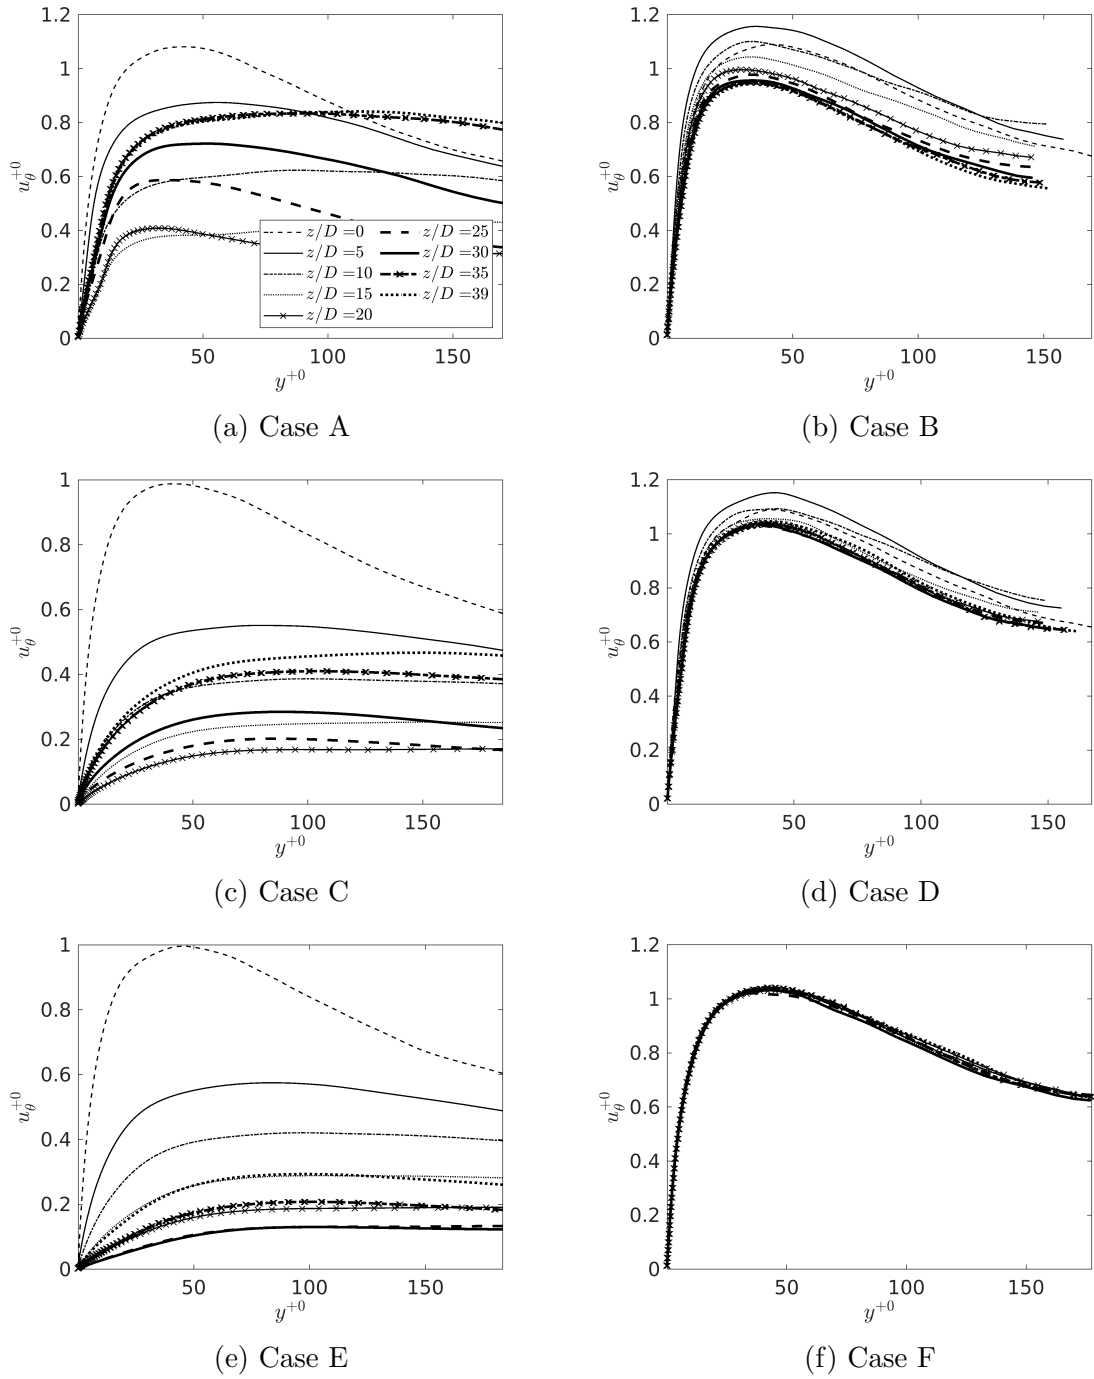 1.2
1
0.8
0.6
0.4
0.2
0
50
100
150
u_θ^{+0}
y^{+0}
z/D =0
z/D =5
z/D =10
z/D =15
z/D =20
z/D =25
z/D =30
z/D =35
z/D =39
(a) Case A
1.2
1
0.8
0.6
0.4
0.2
0
50
100
150
u_θ^{+0}
y^{+0}
(b) Case B
1
0.8
0.6
0.4
0.2
0
50
100
150
u_θ^{+0}
y^{+0}
(c) Case C
1.2
1
0.8
0.6
0.4
0.2
0
50
100
150
u_θ^{+0}
y^{+0}
(d) Case D
1
0.8
0.6
0.4
0.2
0
50
100
150
u_θ^{+0}
y^{+0}
(e) Case E
1.2
1
0.8
0.6
0.4
0.2
0
50
100
150
u_θ^{+0}
y^{+0}
(f) Case F